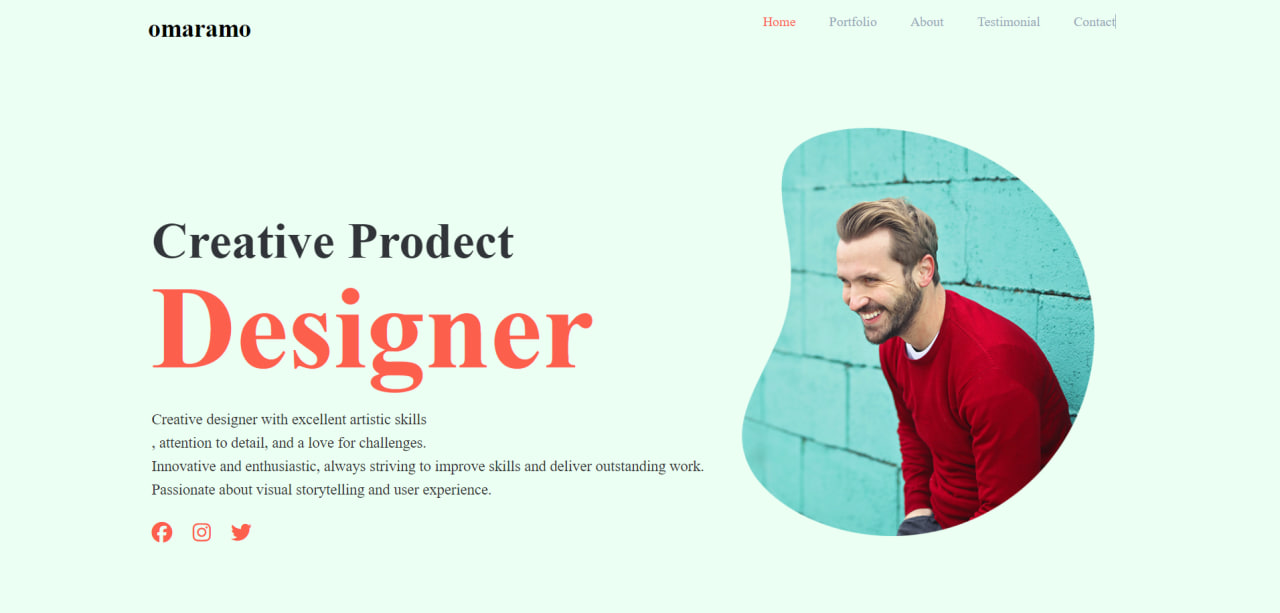 omaramo
Home Portfolio About Testimonial Contact
Creative Prodect
Designer
Creative designer with excellent artistic skills
, attention to detail, and a love for challenges.
Innovative and enthusiastic, always striving to improve skills and deliver outstanding work.
Passionate about visual storytelling and user experience.